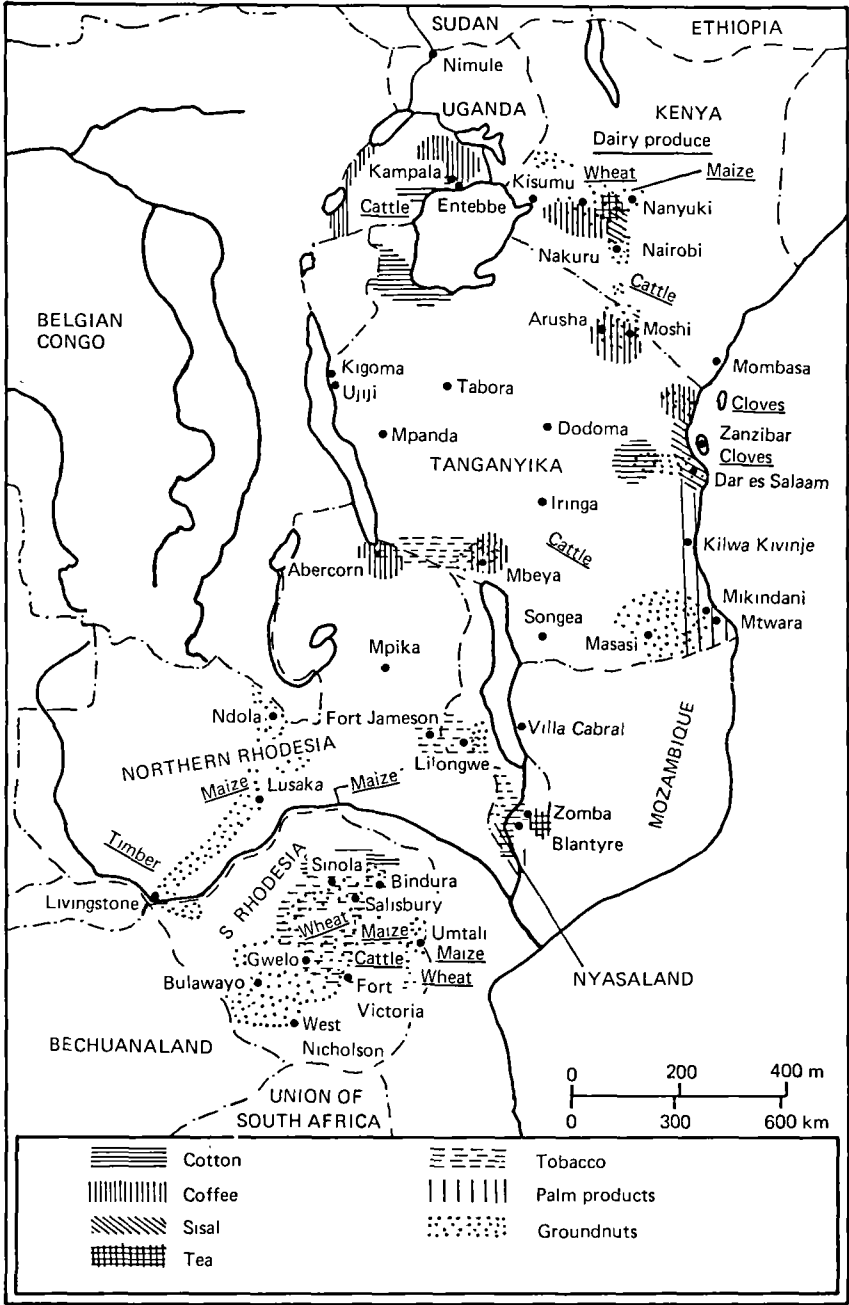 SUDAN
ETHIOPIA
Nimule
UGANDA
KENYA
Dairy produce
Kampala
Kisumu
Wheat
Maize
Cattle
Entebbe
Nanyuki
Nakuru
Nairobi
Cattle
BELGIAN
CONGO
Arusha
Moshi
Mombasa
Kigoma
Ujiji
Tabora
Cloves
Mpanda
Dodoma
Zanzibar
Cloves
TANGANYIKA
Dar es Salaam
Iringa
Cattle
Kilwa Kivinje
Abercorn
Mbeya
Mikindani
Songea
Masasi
Mtwara
Mpika
Ndola
Fort Jameson
Villa Cabral
NORTHERN RHODESIA
Lilongwe
MOZAMBIQUE
Maize
Lusaka
Maize
Zomba
Blantyre
Timber
Sinola
Livingstone
S RHODESIA
Bindura
Salisbury
Wheat
Maize
Umtali
Maize
Gwelo
Cattle
Wheat
Bulawayo
Fort
Victoria
NYASALAND
West
Nicholson
BECHUANALAND
0 200 400 m
UNION OF
SOUTH AFRICA
0 300 600 km
Cotton
Tobacco
Coffee
Palm products
Sisal
Groundnuts
Tea